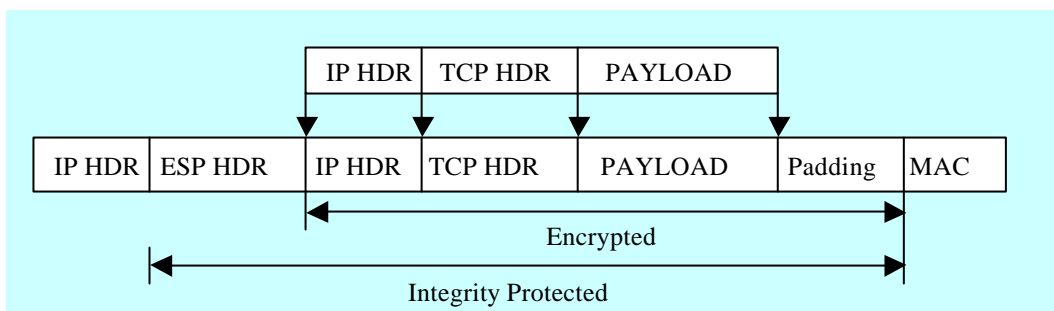 IP HDR TCP HDR PAYLOAD
IP HDR ESP HDR IP HDR TCP HDR PAYLOAD Padding MAC
Encrypted
Integrity Protected